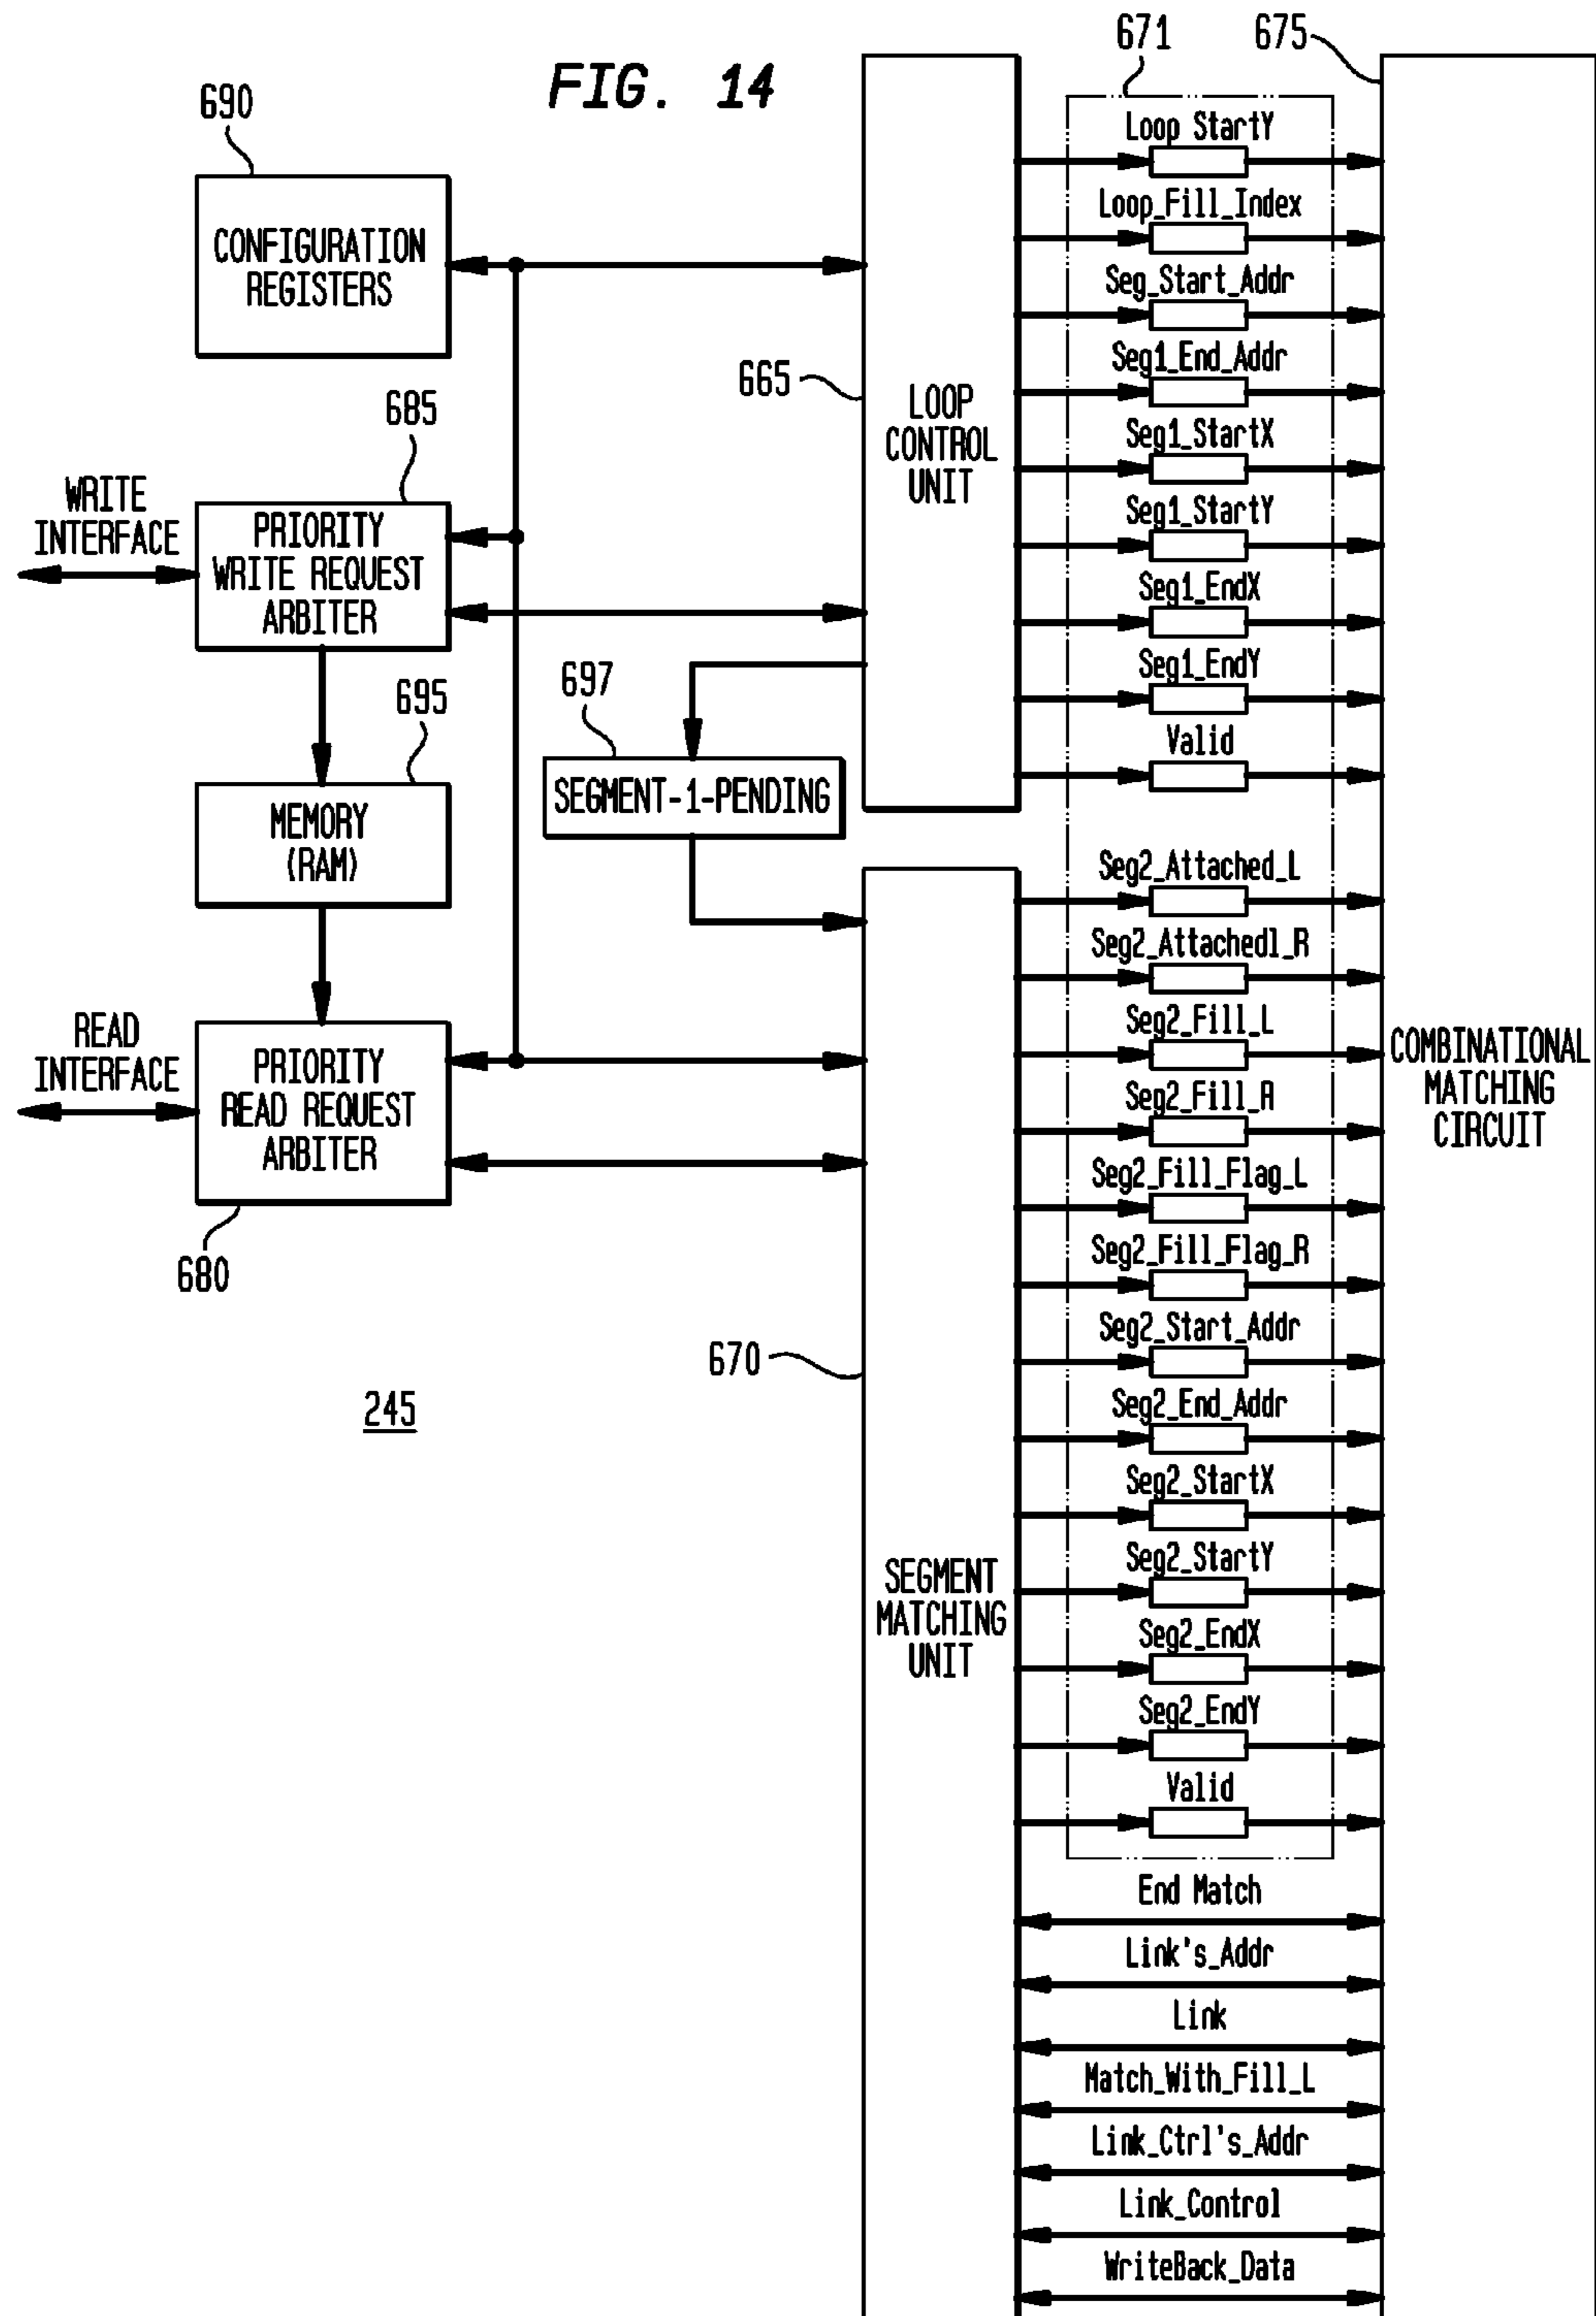 FIG. 14
690
CONFIGURATION
REGISTERS
685
WRITE
INTERFACE
PRIORITY
WRITE REQUEST
ARBITER
695
MEMORY
(RAM)
READ
INTERFACE
PRIORITY
READ REQUEST
ARBITER
680
245
697
SEGMENT-1-PENDING
665
LOOP
CONTROL
UNIT
670
SEGMENT
MATCHING
UNIT
671
Loop StartY
Loop_Fill_Index
Seg_Start_Addr
Seg1_End_Addr
Seg1_StartX
Seg1_StartY
Seg1_EndX
Seg1_EndY
Valid
Seg2_Attached_L
Seg2_Attachedl_R
Seg2_Fill_L
Seg2_Fill_R
Seg2_Fill_Flag_L
Seg2_Fill_Flag_R
Seg2_Start_Addr
Seg2_End_Addr
Seg2_StartX
Seg2_StartY
Seg2_EndX
Seg2_EndY
Valid
End Match
Link's_Addr
Link
Match_With_Fill_L
Link_Ctrl's_Addr
Link_Control
WriteBack_Data
675
COMBINATIONAL
MATCHING
CIRCUIT